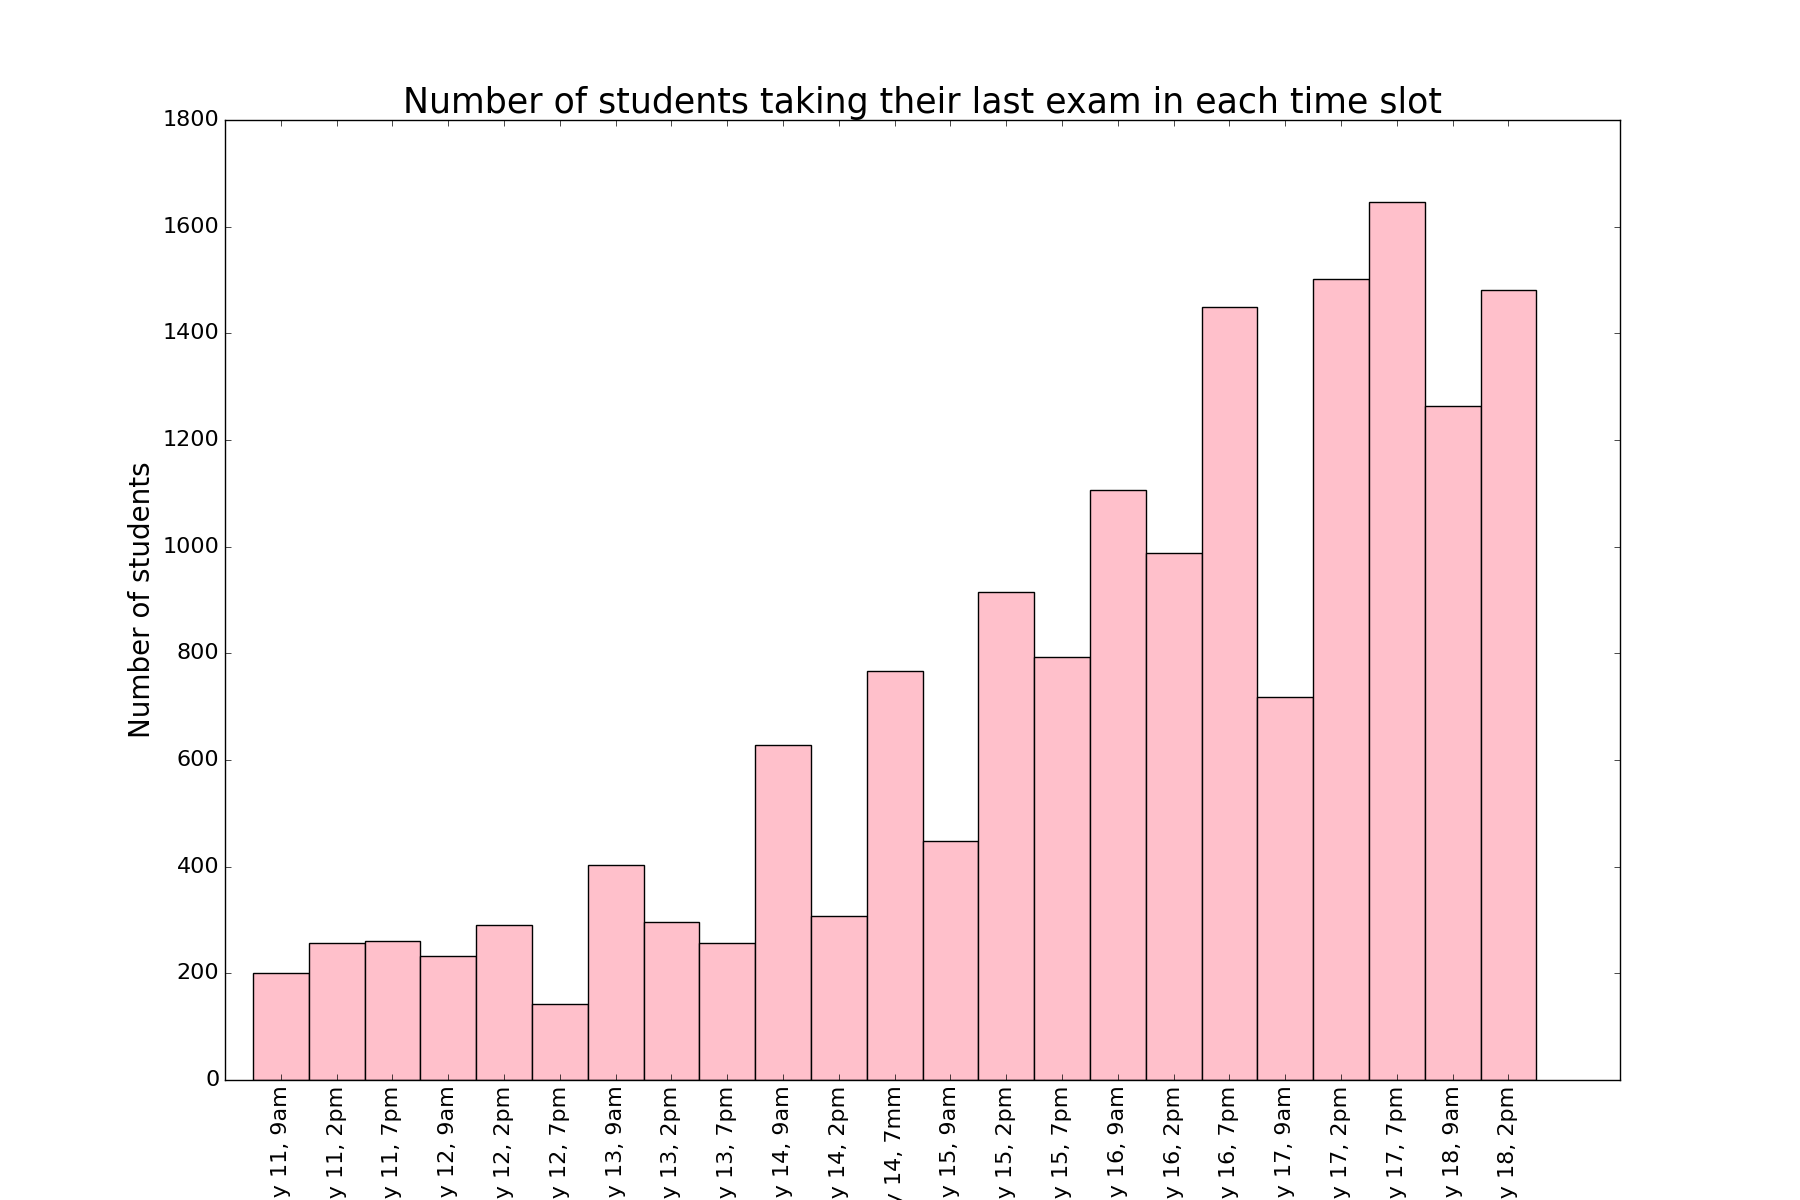 Number of students taking their last exam in each time slot
Number of students
1800
1600
1400
1200
1000
800
600
400
200
0
y 11, 9am
y 11, 2pm
y 11, 7pm
y 12, 9am
y 12, 2pm
y 12, 7pm
y 13, 9am
y 13, 2pm
y 13, 7pm
y 14, 9am
y 14, 2pm
y 14, 7mm
y 15, 9am
y 15, 2pm
y 15, 7pm
y 16, 9am
y 16, 2pm
y 16, 7pm
y 17, 9am
y 17, 2pm
y 17, 7pm
y 18, 9am
y 18, 2pm